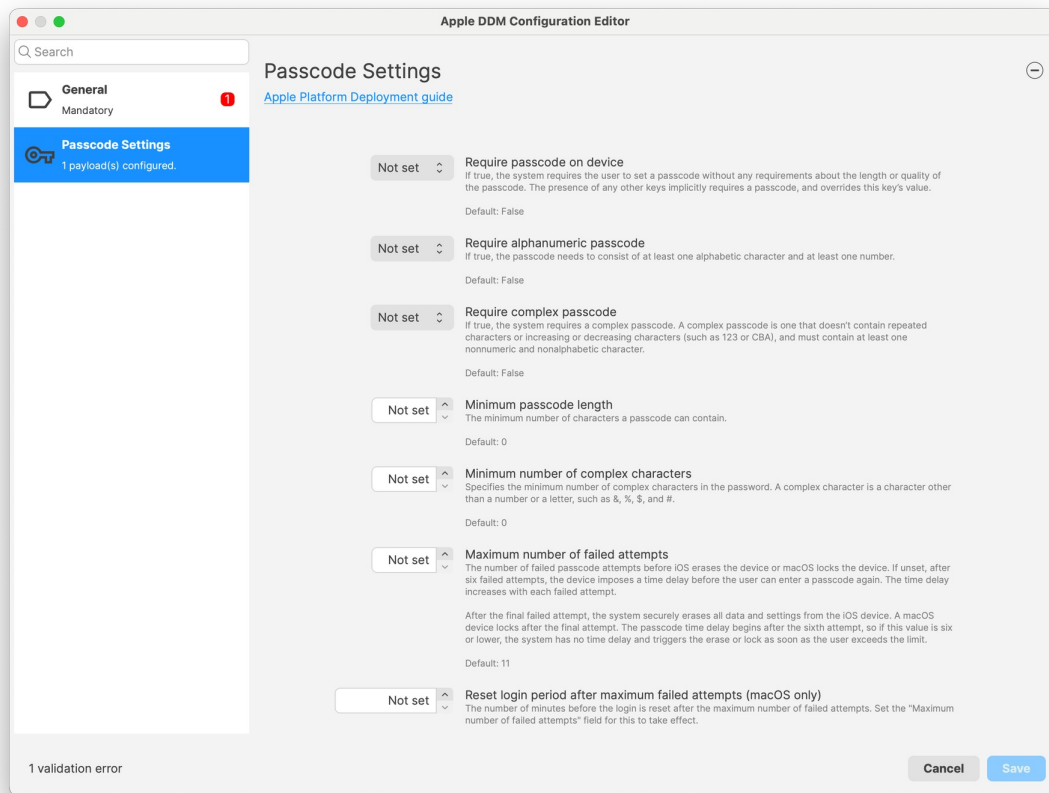 Apple DDM Configuration Editor
Search
General
Mandatory
1
Passcode Settings
1 payload(s) configured.
Passcode Settings
Apple Platform Deployment guide
Not set
Require passcode on device
If true, the system requires the user to set a passcode without any requirements about the length or quality of
the passcode. The presence of any other keys implicitly requires a passcode, and overrides this key's value.
Default: False
Not set
Require alphanumeric passcode
If true, the passcode needs to consist of at least one alphabetic character and at least one number.
Default: False
Not set
Require complex passcode
If true, the system requires a complex passcode. A complex passcode is one that doesn't contain repeated
characters or increasing or decreasing characters (such as 123 or CBA), and must contain at least one
nonnumeric and nonalphabetic character.
Default: False
Not set
Minimum passcode length
The minimum number of characters a passcode can contain.
Default: 0
Not set
Minimum number of complex characters
Specifies the minimum number of complex characters in the password. A complex character is a character other
than a number or a letter, such as &, %, $, and #.
Default: 0
Not set
Maximum number of failed attempts
The number of failed passcode attempts before iOS erases the device or macOS locks the device. If unset, after
six failed attempts, the device imposes a time delay before the user can enter a passcode again. The time delay
increases with each failed attempt.
After the final failed attempt, the system securely erases all data and settings from the iOS device. A macOS
device locks after the final attempt. The passcode time delay begins after the sixth attempt, so if this value is six
or lower, the system has no time delay and triggers the erase or lock as soon as the user exceeds the limit.
Default: 11
Not set
Reset login period after maximum failed attempts (macOS only)
The number of minutes before the login is reset after the maximum number of failed attempts. Set the "Maximum
number of failed attempts" field for this to take effect.
1 validation error
Cancel
Save